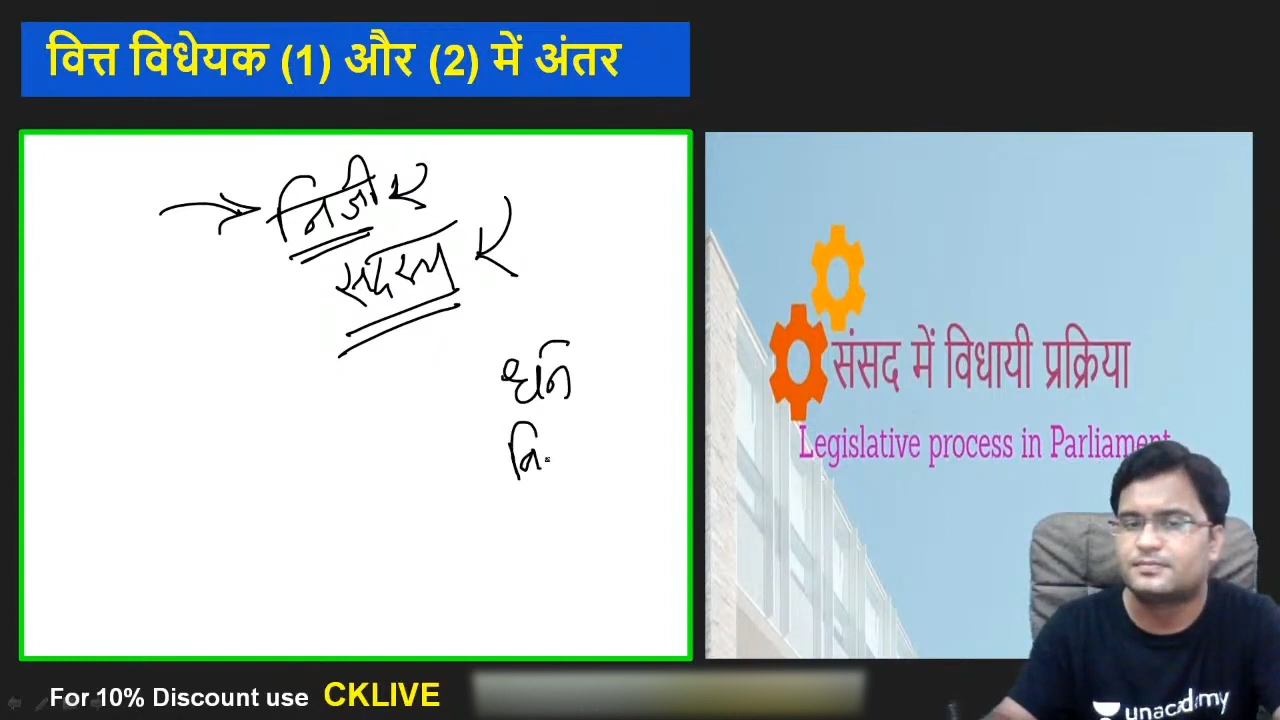 वित्त विधेयक (1) और (2) में अंतर
निजी
सदस्य
धन
वि
संसद में विधायी प्रक्रिया
Legislative process in Parliament
unacademy
For 10% Discount use CKLIVE